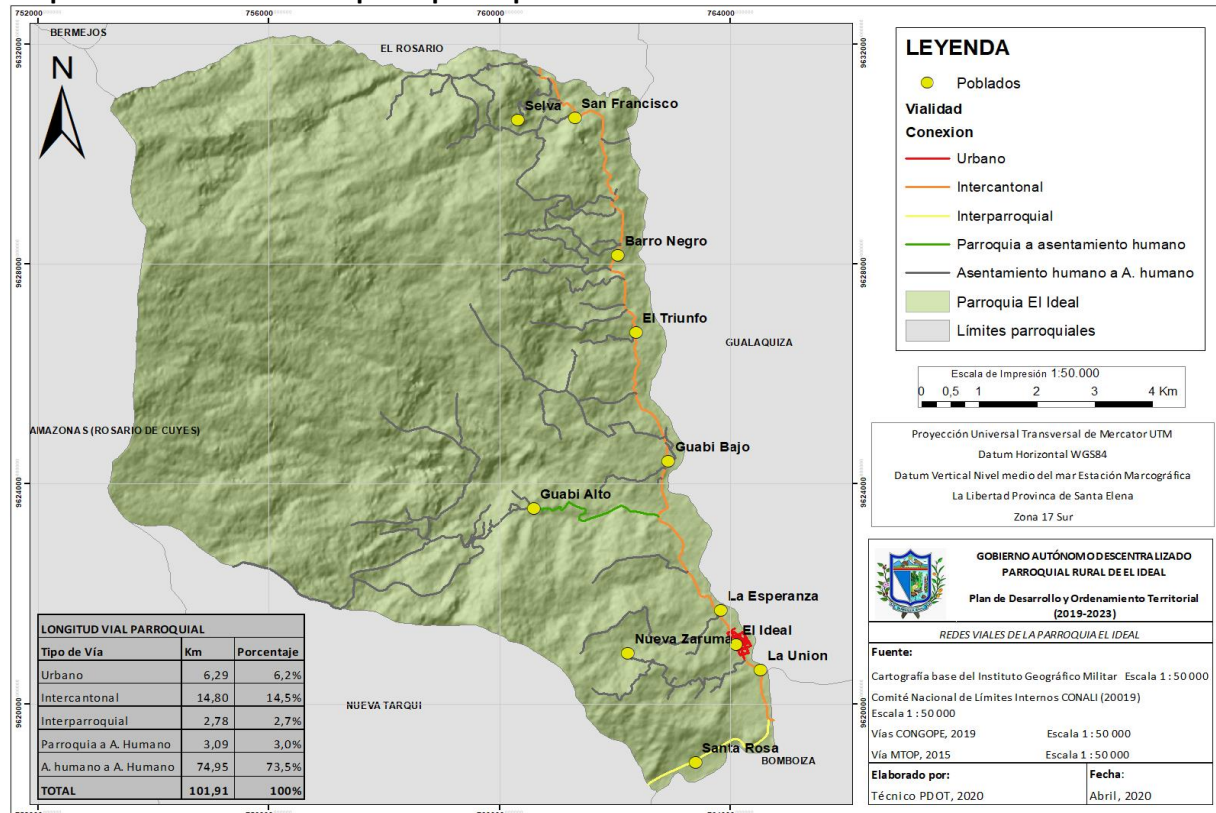 752000
756000
760000
764000
BERMEJOS
EL ROSARIO
9632000
9632000
N
Selva
San Francisco
Barro Negro
9628000
9628000
El Triunfo
GUALAQUIZA
AMAZONAS (ROSARIO DE CUYES)
Guabi Bajo
Guabi Alto
9624000
9624000
La Esperanza
El Ideal
Nueva Zaruma
La Union
NUEVA TARQUI
9620000
9620000
Santa Rosa
BOMBOIZA
LONGITUD VIAL PARROQUIAL
Tipo de Vía Km Porcentaje
Urbano 6,29 6,2%
Intercantonal 14,80 14,5%
Interparroquial 2,78 2,7%
Parroquia a A. Humano 3,09 3,0%
A. humano a A. Humano 74,95 73,5%
TOTAL 101,91 100%
LEYENDA
Poblados
Vialidad
Conexion
Urbano
Intercantonal
Interparroquial
Parroquia a asentamiento humano
Asentamiento humano a A. humano
Parroquia El Ideal
Límites parroquiales
Escala de Impresión 1:50.000
0 0,5 1 2 3 4 Km
Proyección Universal Transversal de Mercator UTM
Datum Horizontal WGS84
Datum Vertical Nivel medio del mar Estación Marcográfica
La Libertad Provinca de Santa Elena
Zona 17 Sur
GOBIERNO AUTÓNOMO DESCENTRALIZADO
PARROQUIAL RURAL DE EL IDEAL
Plan de Desarrollo y Ordenamiento Territorial
(2019-2023)
REDES VIALES DE LA PARROQUIA EL IDEAL
Fuente:
Cartografía base del Instituto Geográfico Militar Escala 1 : 50 000
Comité Nacional de Límites Internos CONALI (20019)
Escala 1 : 50 000
Vías CONGOPE, 2019 Escala 1 : 50 000
Vía MTOP, 2015 Escala 1 : 50 000
Elaborado por: Fecha:
Técnico PDOT, 2020 Abril, 2020